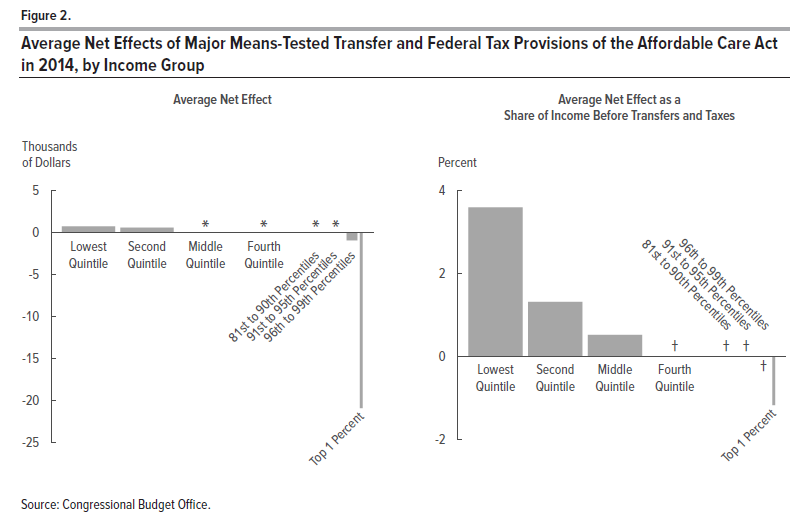 Figure 2.
Average Net Effects of Major Means-Tested Transfer and Federal Tax Provisions of the Affordable Care Act
in 2014, by Income Group
Average Net Effect
Thousands
of Dollars
5
0
-5
-10
-15
-20
-25
* * * *
Lowest
Quintile
Second
Quintile
Middle
Quintile
Fourth
Quintile
81st to 90th Percentiles
91st to 95th Percentiles
96th to 99th Percentiles
Top 1 Percent
Average Net Effect as a
Share of Income Before Transfers and Taxes
Percent
4
2
0
-2
Lowest
Quintile
Second
Quintile
Middle
Quintile
Fourth
Quintile
† † † †
81st to 90th Percentiles
91st to 95th Percentiles
96th to 99th Percentiles
Top 1 Percent
Source: Congressional Budget Office.